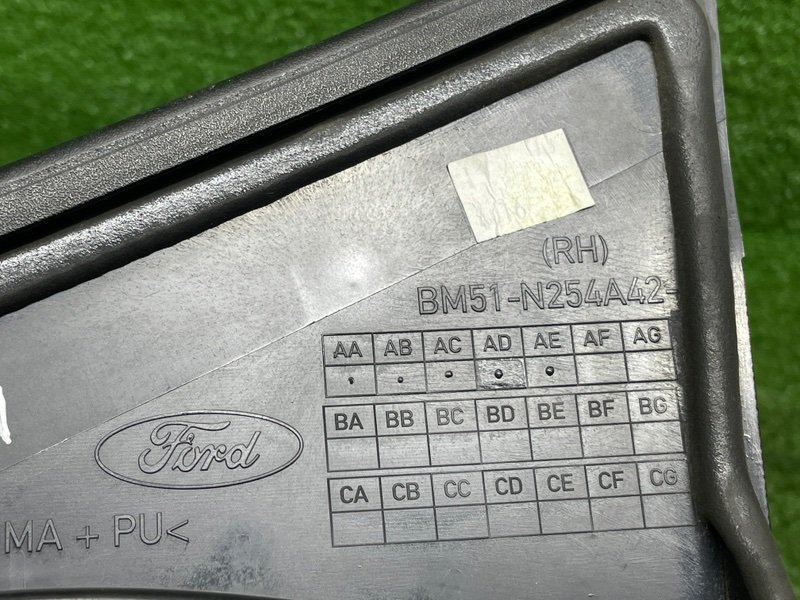 (RH)
BM51-N254A42-
AA AB AC AD AE AF AG
BA BB BC BD BE BF BG
Ford
CA CB CC CD CE CF CG
MA + PU<